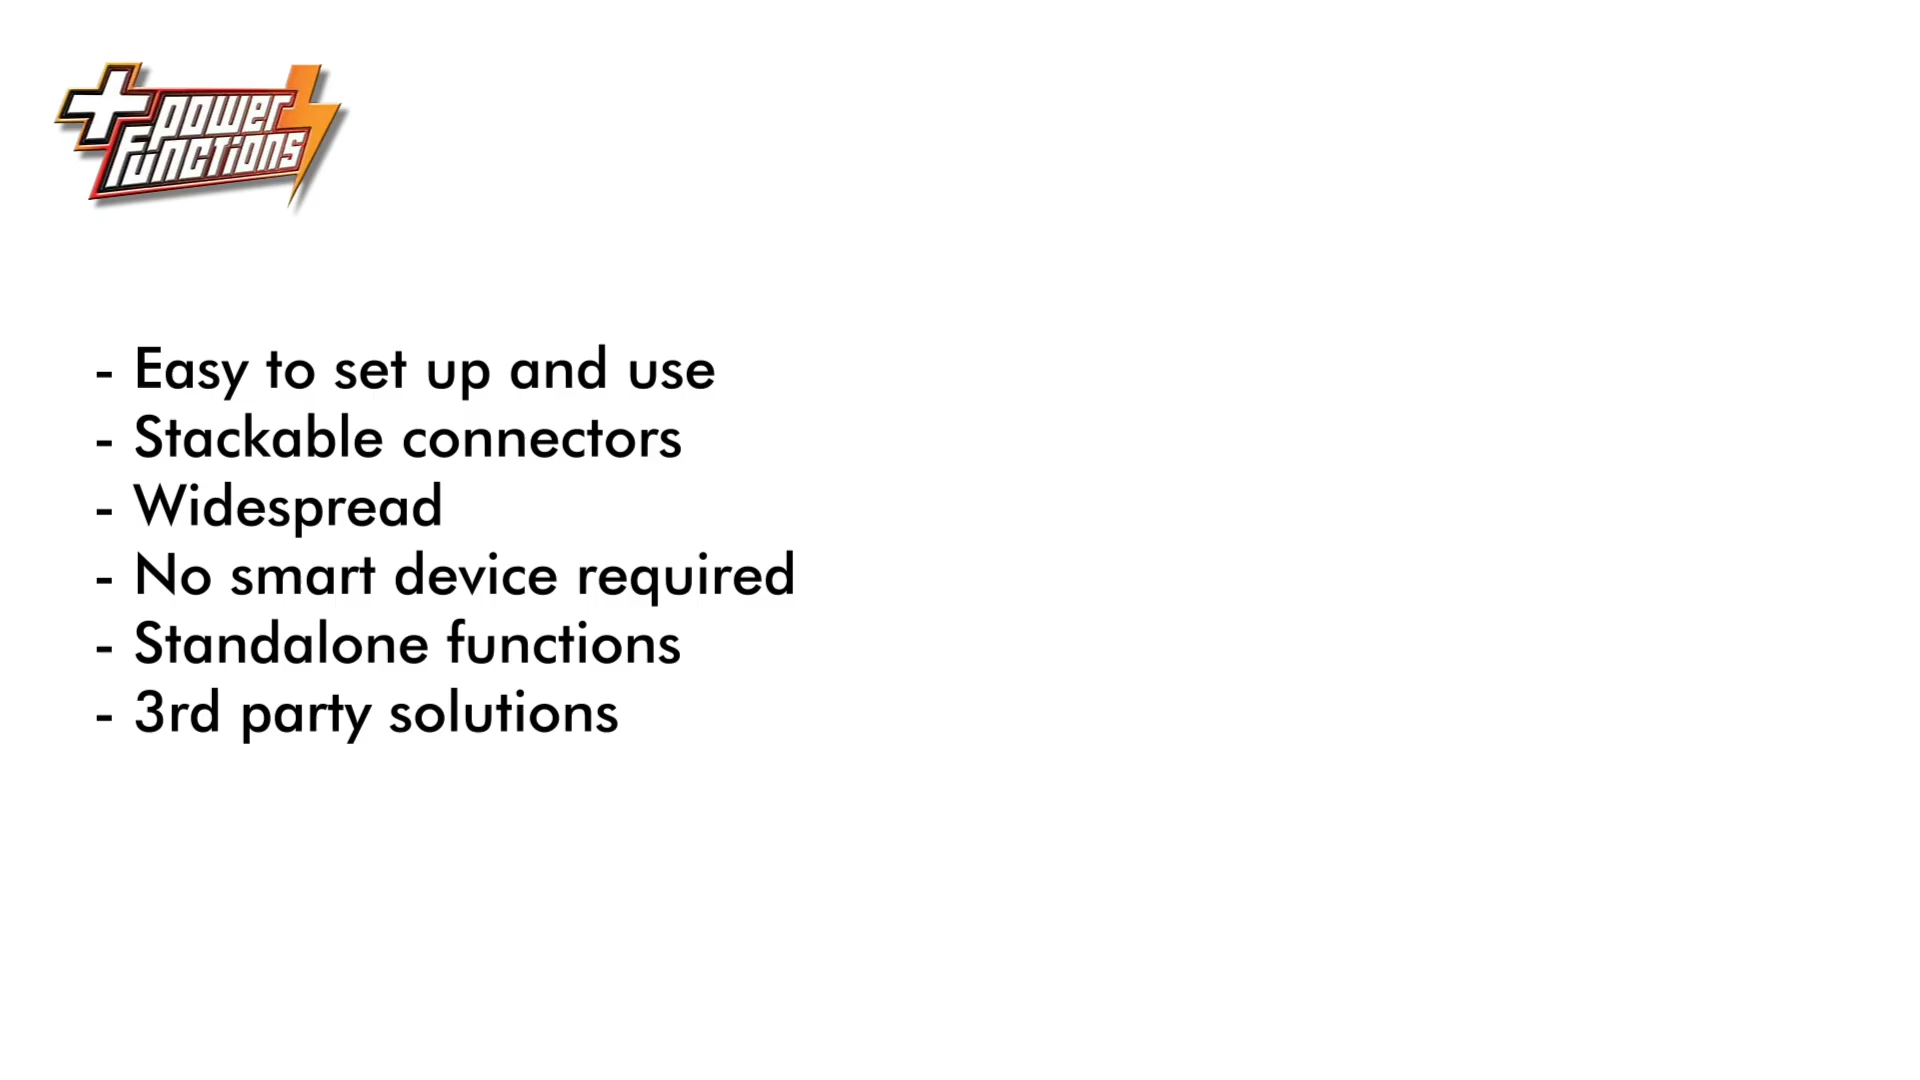 power
functions
- Easy to set up and use
- Stackable connectors
- Widespread
- No smart device required
- Standalone functions
- 3rd party solutions